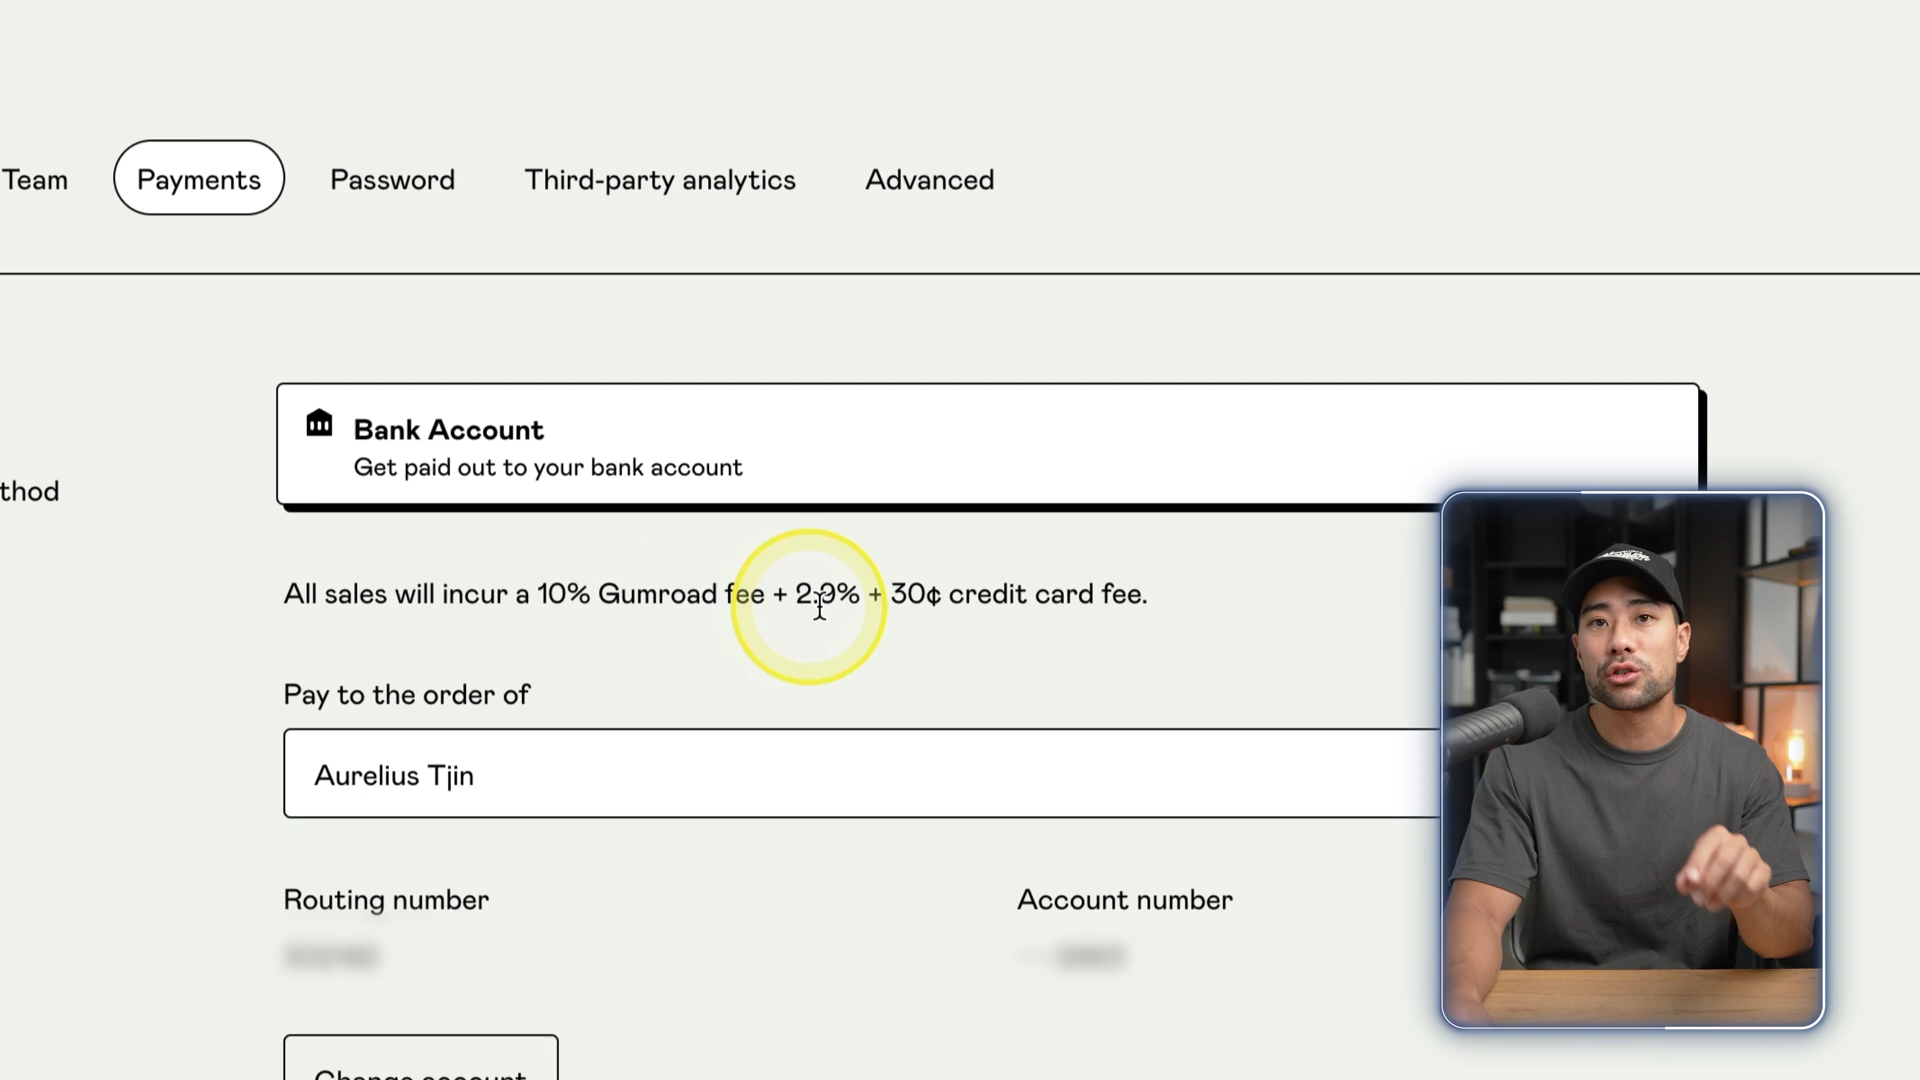 Team Payments Password Third-party analytics Advanced
Bank Account
Get paid out to your bank account
thod
All sales will incur a 10% Gumroad fee + 2.9% + 30¢ credit card fee.
Pay to the order of
Aurelius Tjin
Routing number Account number
Change account